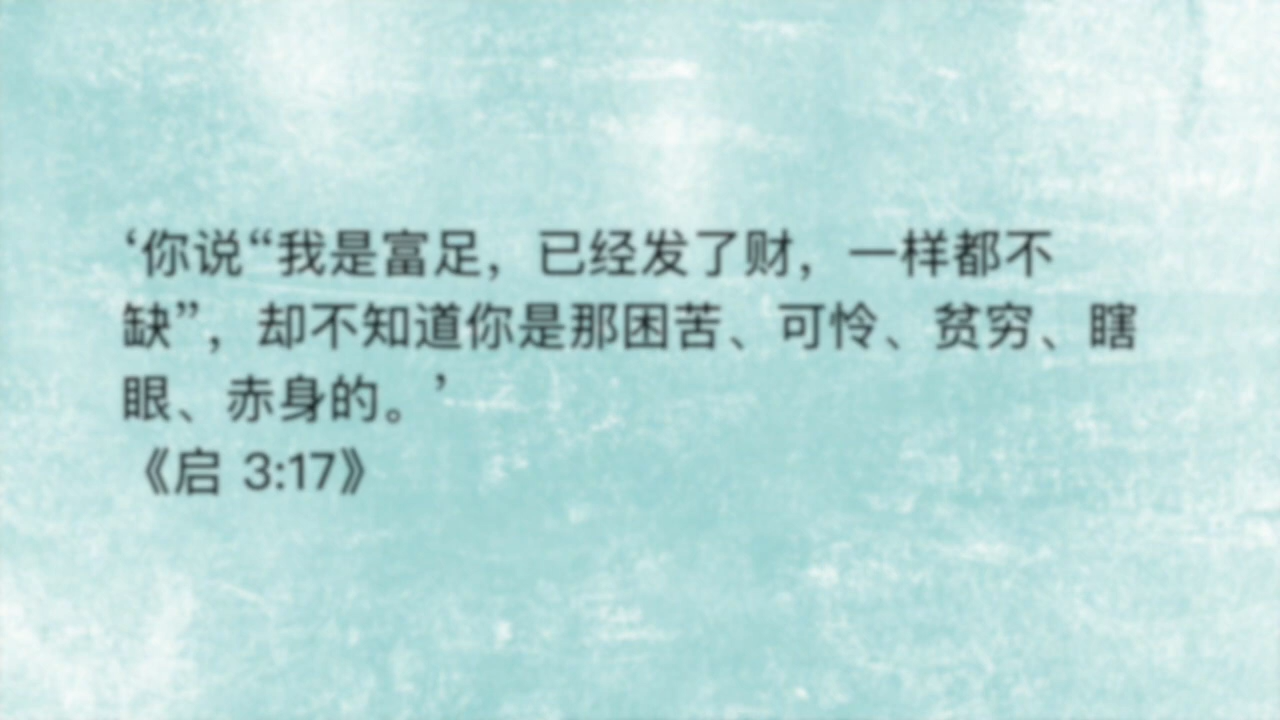 ‘你说“我是富足，已经发了财，一样都不
缺”，却不知道你是那困苦、可怜、贫穷、瞎
眼、赤身的。’
《启 3:17》